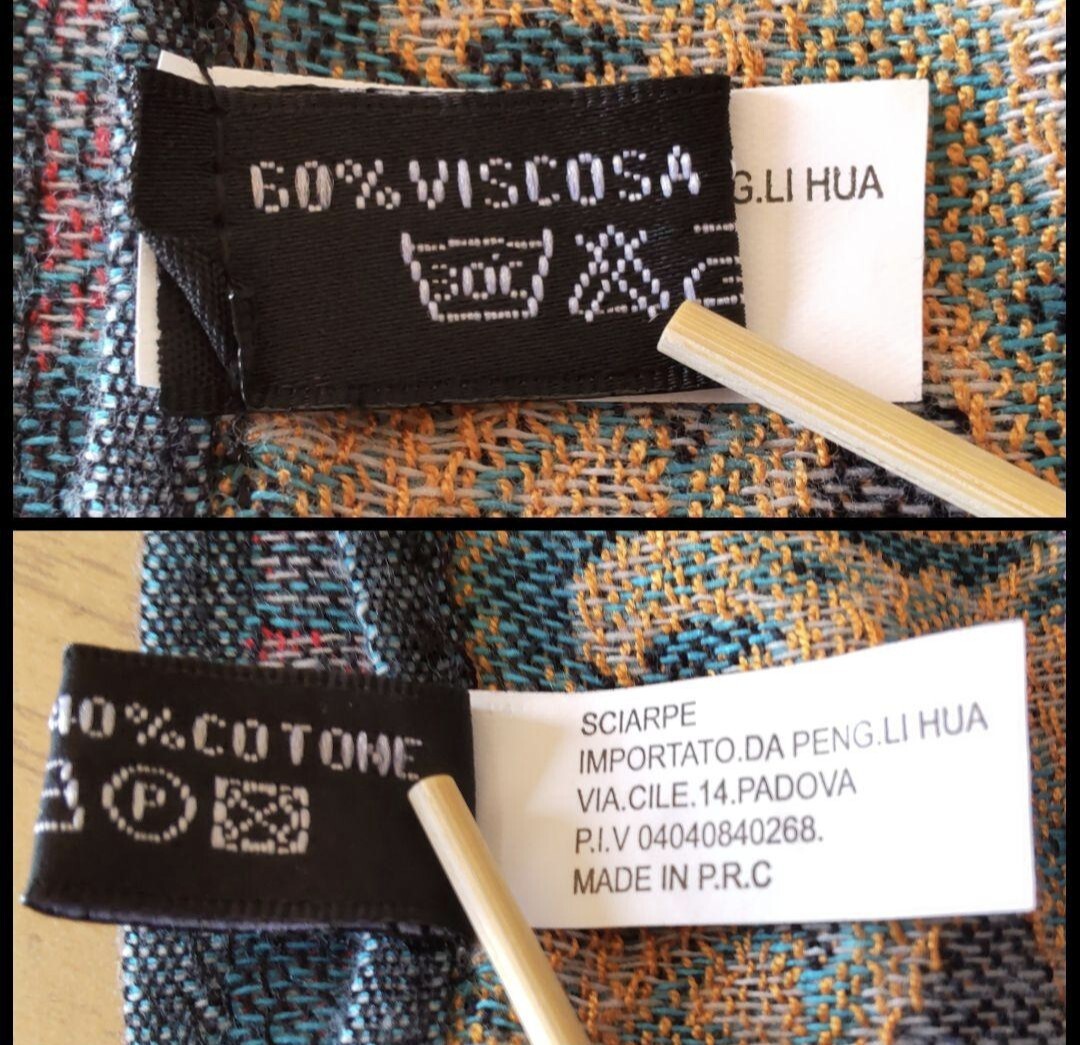 60%VISCOSA
30C
G.LI HUA
40%COTONE
P
SCIARPE
IMPORTATO.DA PENG.LI HUA
VIA.CILE.14.PADOVA
P.I.V 04040840268.
MADE IN P.R.C